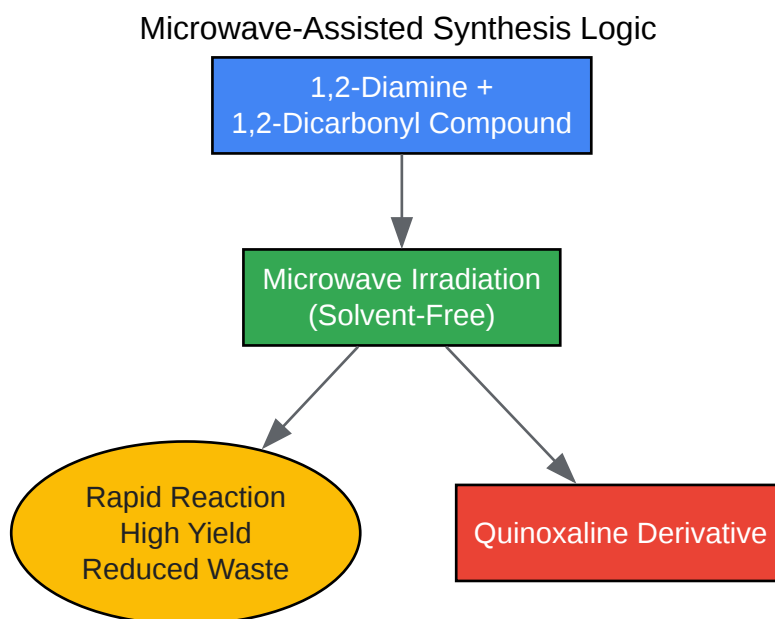 Microwave-Assisted Synthesis Logic
1,2-Diamine +
1,2-Dicarbonyl Compound
Microwave Irradiation
(Solvent-Free)
Rapid Reaction
High Yield
Reduced Waste
Quinoxaline Derivative